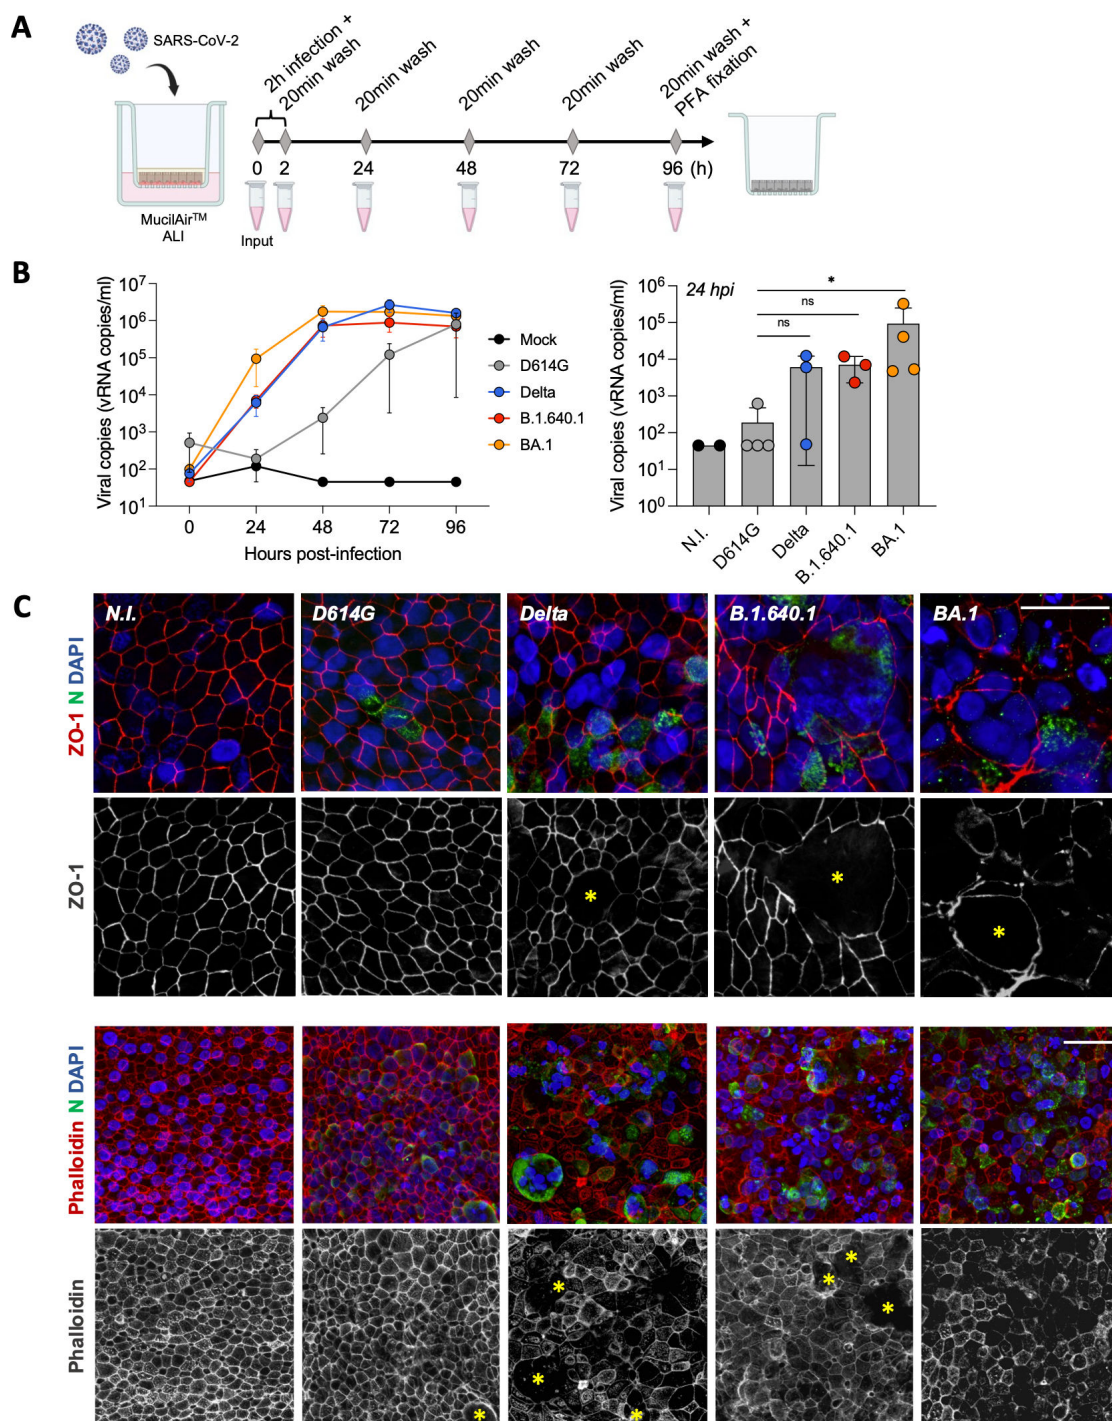 A
SARS-CoV-2
2h infection +
20min wash
20min wash
20min wash
20min wash
20min wash +
PFA fixation
0 2 24 48 72 96 (h)
MucilAir™
ALI
Input
B
Viral copies (vRNA copies/ml)
10⁷
10⁶
10⁵
10⁴
10³
10²
10¹
0 24 48 72 96
Hours post-infection
Mock
D614G
Delta
B.1.640.1
BA.1
Viral copies (vRNA copies/ml)
10⁶
10⁵
10⁴
10³
10²
10¹
10⁰
24 hpi
*
ns
ns
N.I.
D614G
Delta
B.1.640.1
BA.1
C
ZO-1 N DAPI
N.I.
D614G
Delta
B.1.640.1
BA.1
ZO-1
*
*
*
Phalloidin N DAPI
Phalloidin
*
*
*
*
*
*
*